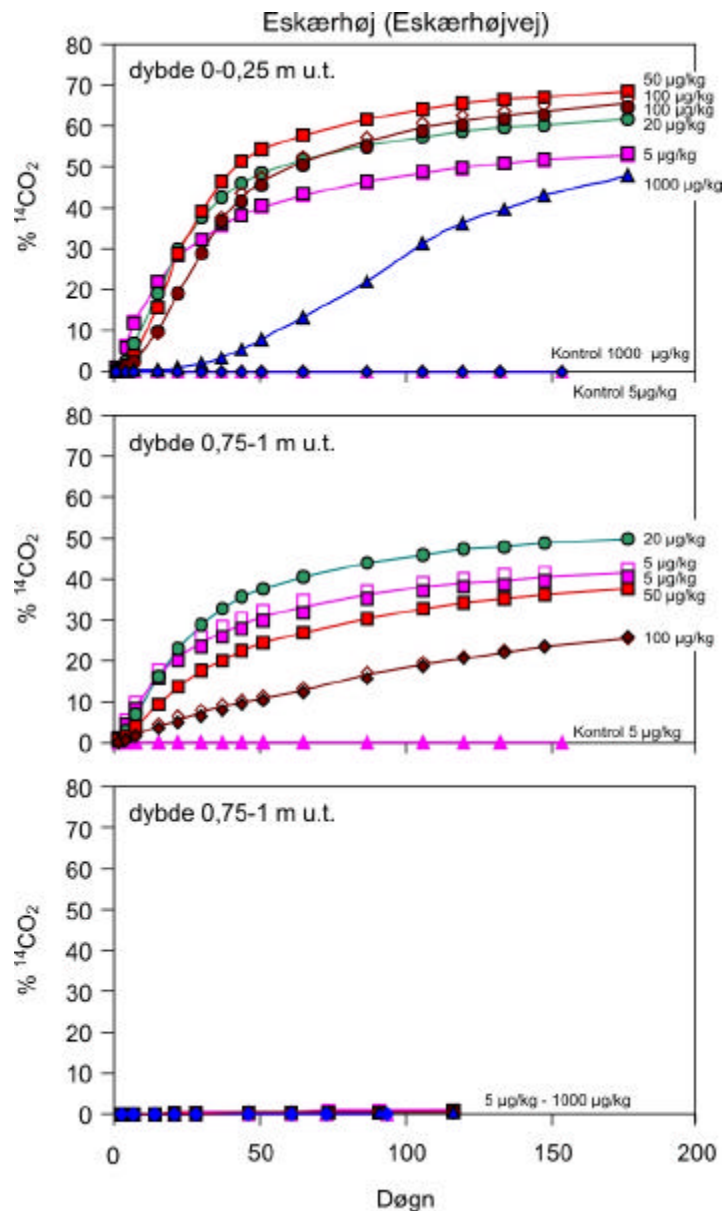 Eskærhøj (Eskærhøjvej)
80
70
60
50
40
30
20
10
0
% ¹⁴CO₂
dybde 0-0,25 m u.t.
50 µg/kg
100 µg/kg
100 µg/kg
20 µg/kg
5 µg/kg
1000 µg/kg
Kontrol 1000 µg/kg
Kontrol 5µg/kg
80
70
60
50
40
30
20
10
0
% ¹⁴CO₂
dybde 0,75-1 m u.t.
20 µg/kg
5 µg/kg
5 µg/kg
50 µg/kg
100 µg/kg
Kontrol 5 µg/kg
80
70
60
50
40
30
20
10
0
% ¹⁴CO₂
dybde 0,75-1 m u.t.
5 µg/kg - 1000 µg/kg
0 50 100 150 200
Døgn